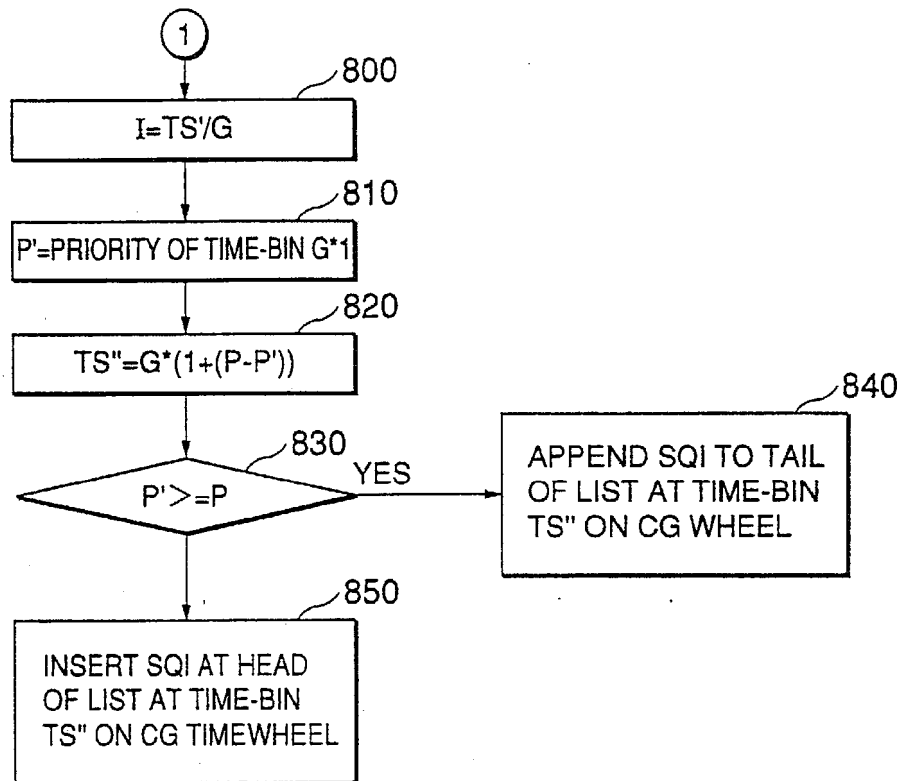 1
800
I=TS'/G
810
P'=PRIORITY OF TIME-BIN G*1
820
TS"=G*(1+(P-P'))
830
P'>=P
YES
840
APPEND SQI TO TAIL
OF LIST AT TIME-BIN
TS" ON CG WHEEL
850
INSERT SQI AT HEAD
OF LIST AT TIME-BIN
TS" ON CG TIMEWHEEL